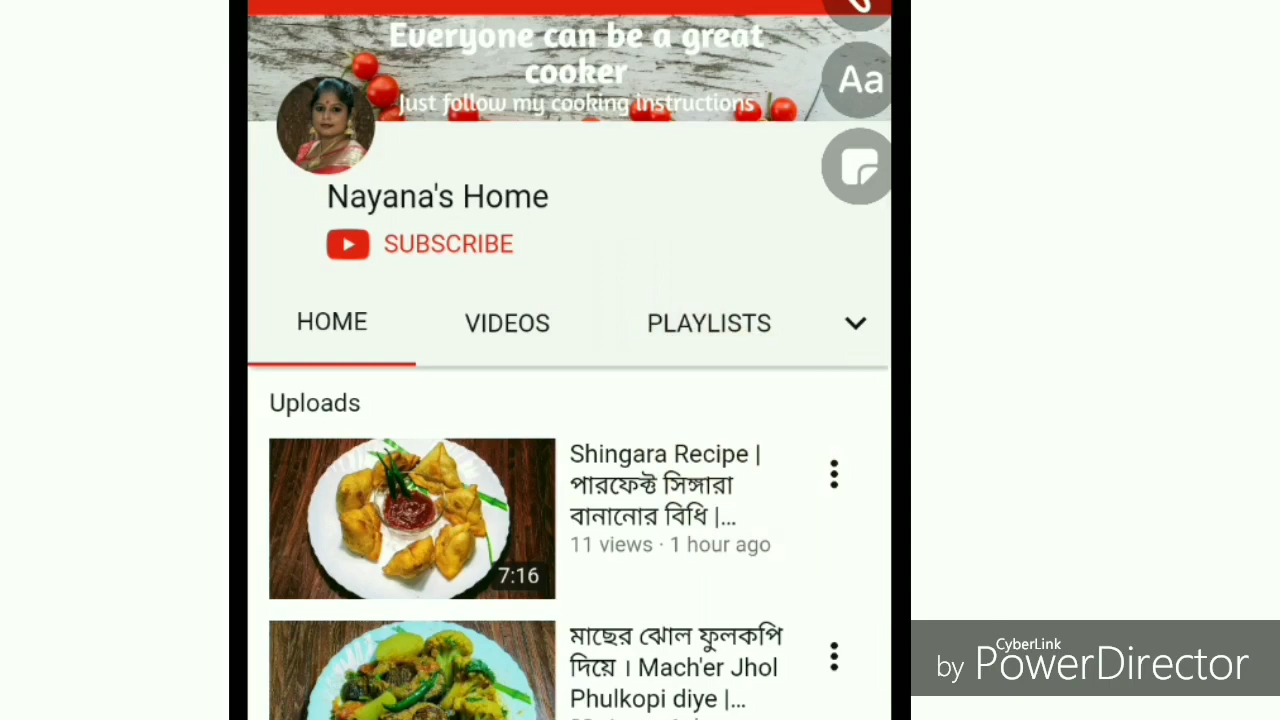 Everyone can be a great
cooker
Just follow my cooking instructions
Aa
Nayana's Home
SUBSCRIBE
HOME VIDEOS PLAYLISTS
Uploads
Shingara Recipe |
পারফেক্ট সিঙ্গারা
বানানোর বিধি |...
11 views · 1 hour ago
7:16
মাছের ঝোল ফুলকপি
দিয়ে । Mach'er Jhol
Phulkopi diye |...
CyberLink
by PowerDirector